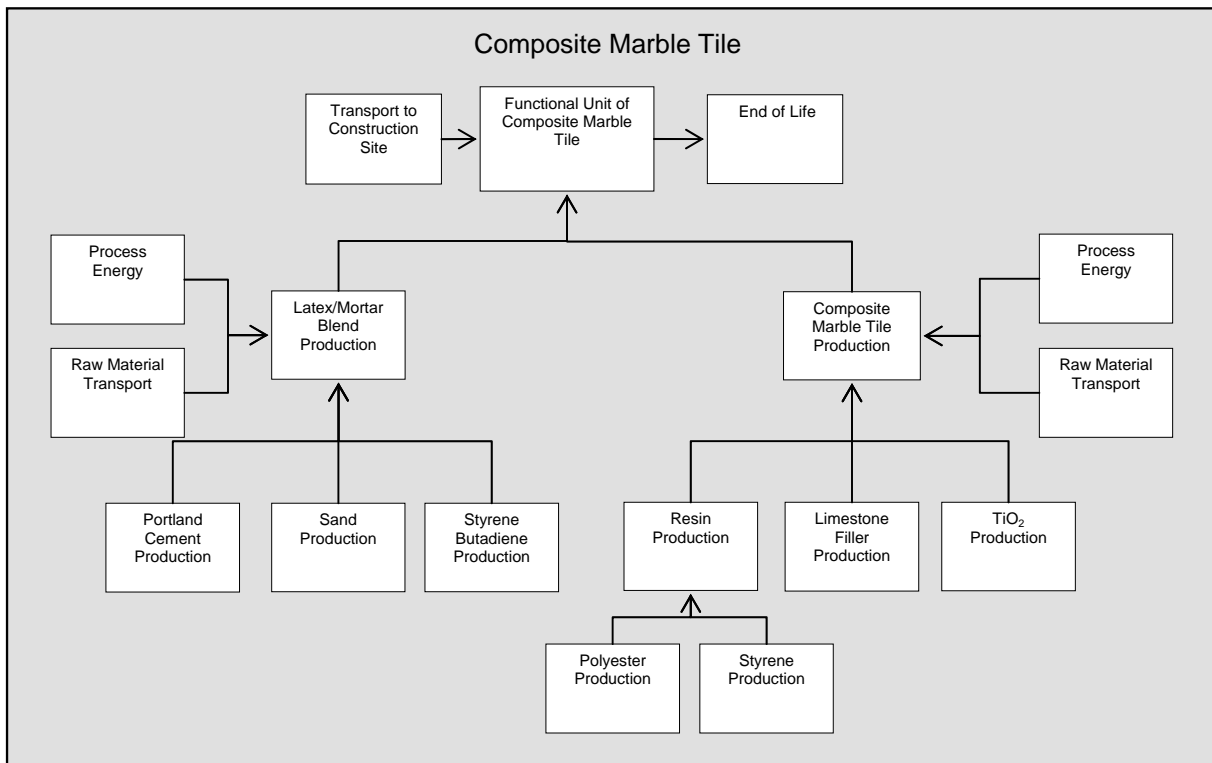 Composite Marble Tile
Transport to
Construction
Site
Functional Unit of
Composite Marble
Tile
End of Life
Process
Energy
Raw Material
Transport
Latex/Mortar
Blend
Production
Composite
Marble Tile
Production
Process
Energy
Raw Material
Transport
Portland
Cement
Production
Sand
Production
Styrene
Butadiene
Production
Resin
Production
Limestone
Filler
Production
TiO₂
Production
Polyester
Production
Styrene
Production